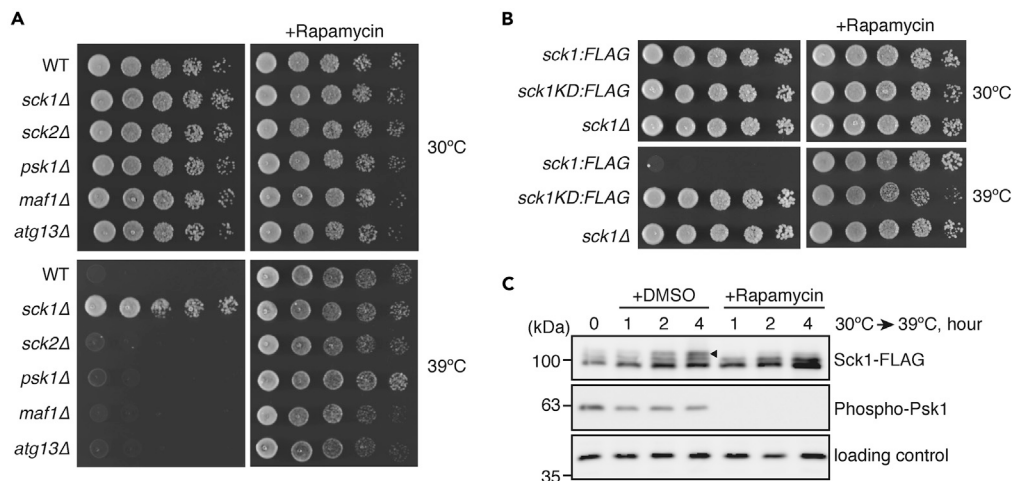 A
+Rapamycin
WT
sck1Δ
sck2Δ
psk1Δ
maf1Δ
atg13Δ
30ºC
WT
sck1Δ
sck2Δ
psk1Δ
maf1Δ
atg13Δ
39ºC
B
+Rapamycin
sck1:FLAG
sck1KD:FLAG
sck1Δ
30ºC
sck1:FLAG
sck1KD:FLAG
sck1Δ
39ºC
C
+DMSO +Rapamycin
(kDa) 0 1 2 4 1 2 4 30ºC➤39ºC, hour
100 Sck1-FLAG
63 Phospho-Psk1
loading control
35